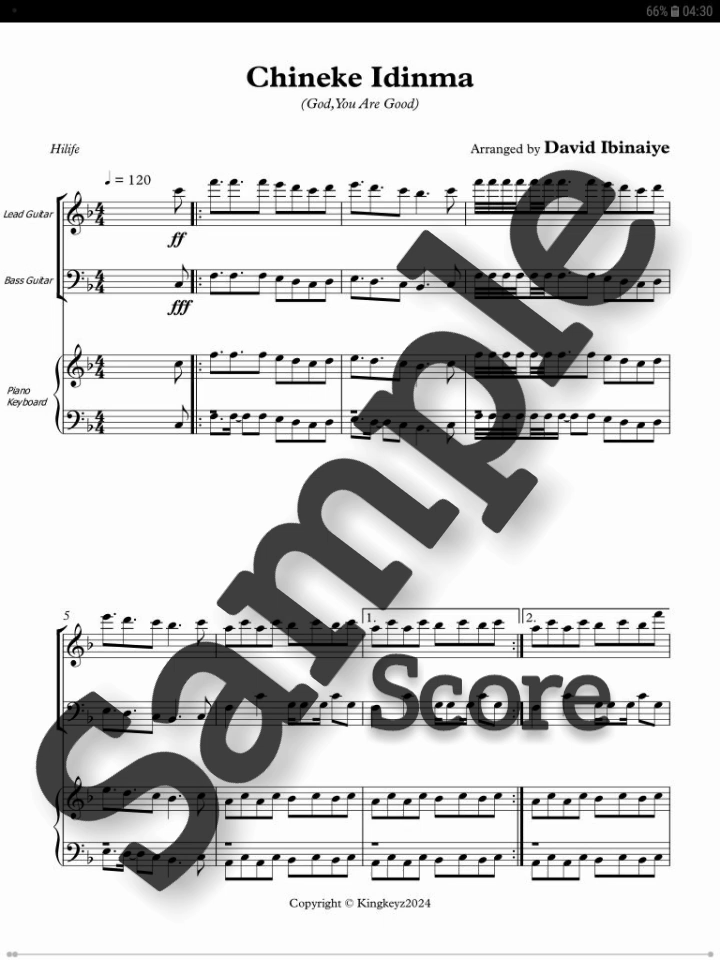 66% 04:30
Chineke Idinma
(God,You Are Good)
Hilife
Arranged by David Ibinaiye
= 120
Lead Guitar
ff
Bass Guitar
fff
Piano
Keyboard
Sample
5
1.
2.
Score
Copyright © Kingkeyz2024